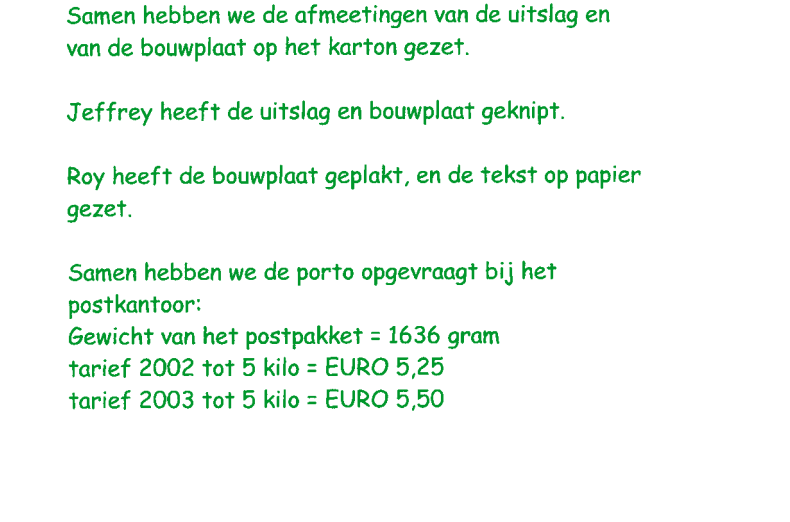 Samen hebben we de afmeetingen van de uitslag en
van de bouwplaat op het karton gezet.
Jeffrey heeft de uitslag en bouwplaat geknipt.
Roy heeft de bouwplaat geplakt, en de tekst op papier
gezet.
Samen hebben we de porto opgevraagt bij het
postkantoor:
Gewicht van het postpakket = 1636 gram
tarief 2002 tot 5 kilo = EURO 5,25
tarief 2003 tot 5 kilo = EURO 5,50